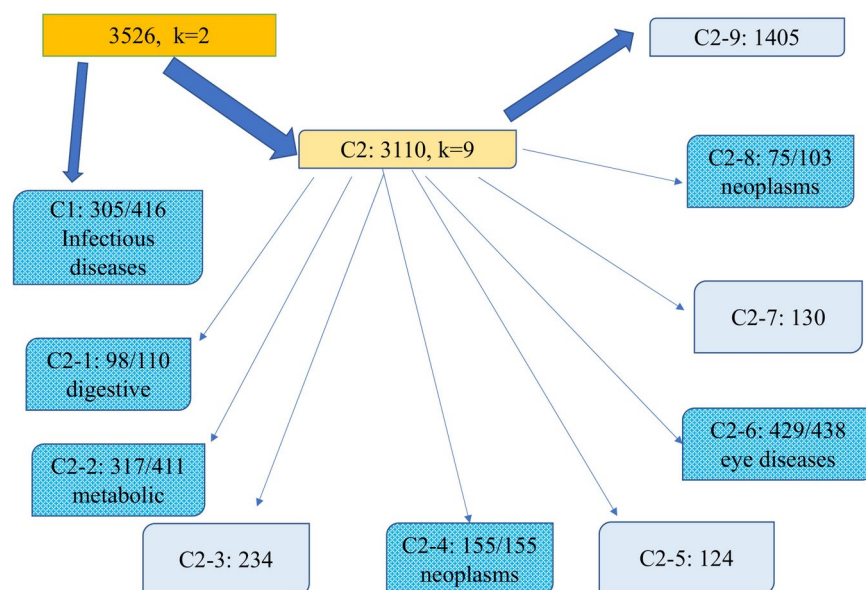 3526, k=2
C2-9: 1405
C2: 3110, k=9
C2-8: 75/103
neoplasms
C1: 305/416
Infectious
diseases
C2-7: 130
C2-1: 98/110
digestive
C2-6: 429/438
eye diseases
C2-2: 317/411
metabolic
C2-3: 234
C2-4: 155/155
neoplasms
C2-5: 124